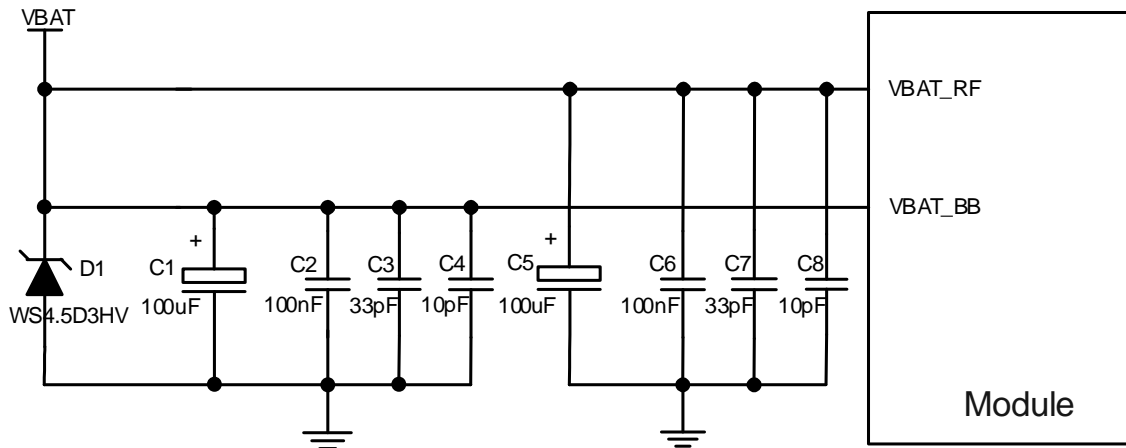 VBAT
VBAT_RF
VBAT_BB
D1
WS4.5D3HV
+
C1
100uF
C2
100nF
C3
33pF
C4
10pF
+
C5
100uF
C6
100nF
C7
33pF
C8
10pF
Module